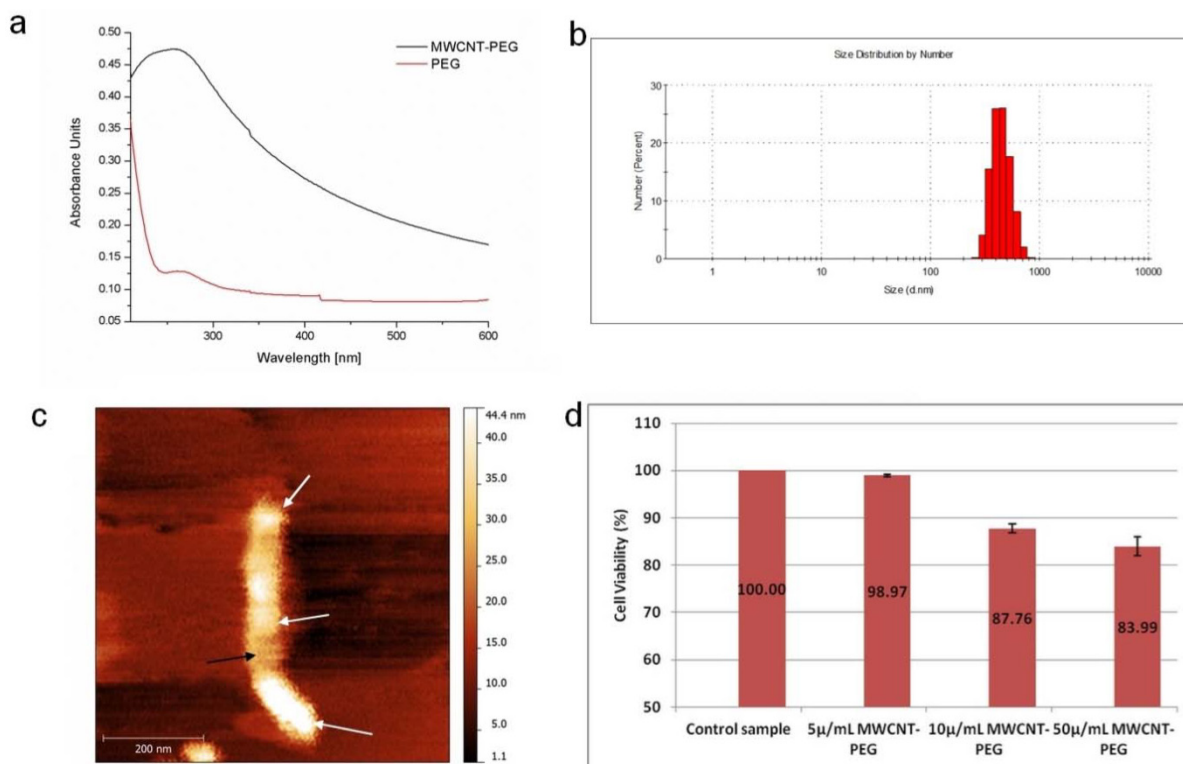 a
MWCNT-PEG
PEG
0.50
0.45
0.40
0.35
0.30
0.25
0.20
0.15
0.10
0.05
Absorbance Units
300
400
500
600
Wavelength [nm]
b
Size Distribution by Number
30
20
10
0
Number (Percent)
1
10
100
1000
10000
Size (d.nm)
c
44.4 nm
40.0
35.0
30.0
25.0
20.0
15.0
10.0
5.0
1.1
200 nm
d
110
100
90
80
70
60
50
Cell Viability (%)
100.00
98.97
87.76
83.99
Control sample
5µ/mL MWCNT-
PEG
10µ/mL MWCNT-
PEG
50µ/mL MWCNT-
PEG